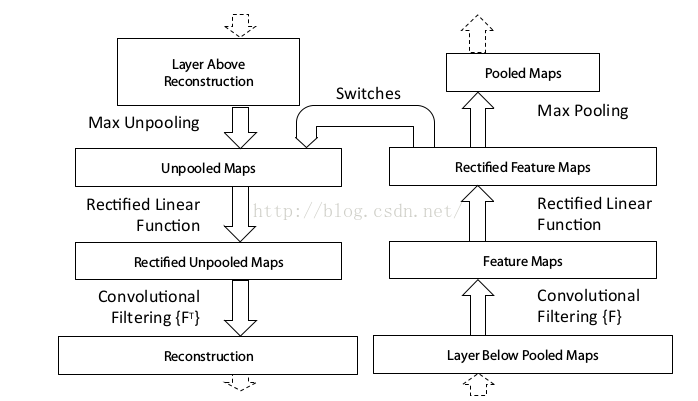 Layer Above
Reconstruction
Pooled Maps
Switches
Max Unpooling
Max Pooling
Unpooled Maps
Rectified Feature Maps
Rectified Linear
Function
http://blog.csdn.net/
Rectified Linear
Function
Rectified Unpooled Maps
Feature Maps
Convolutional
Filtering {Fᵀ}
Convolutional
Filtering {F}
Reconstruction
Layer Below Pooled Maps